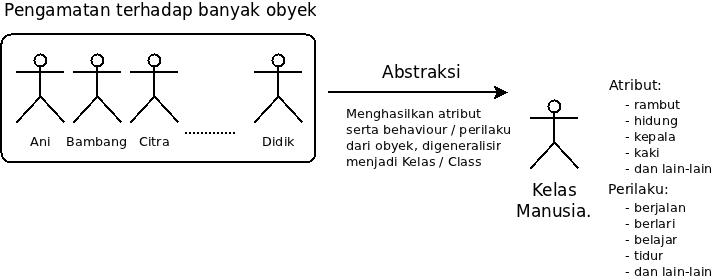 Pengamatan terhadap banyak obyek
Ani Bambang Citra Didik
Abstraksi
Menghasilkan atribut
serta behaviour / perilaku
dari obyek, digeneralisir
menjadi Kelas / Class
Kelas
Manusia.
Atribut:
- rambut
- hidung
- kepala
- kaki
- dan lain-lain
Perilaku:
- berjalan
- berlari
- belajar
- tidur
- dan lain-lain